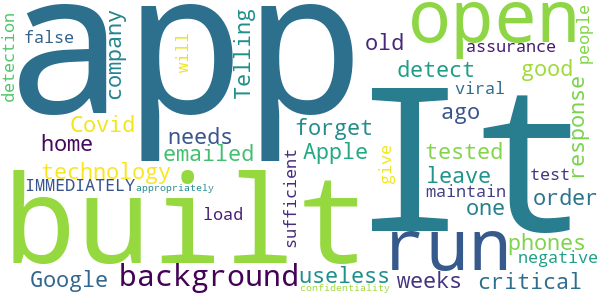 app
It
open
built
run
background
false
detection
company
will
Telling
old
assurance
people
detect
good
viral
response
ago
Covid
home
needs
forget
technology
emailed
Apple
tested
leave
give
one
maintain
test
order
IMMEDIATELY
appropriately
load
sufficient
Google
useless
confidentiality
weeks
critical
phones
negative